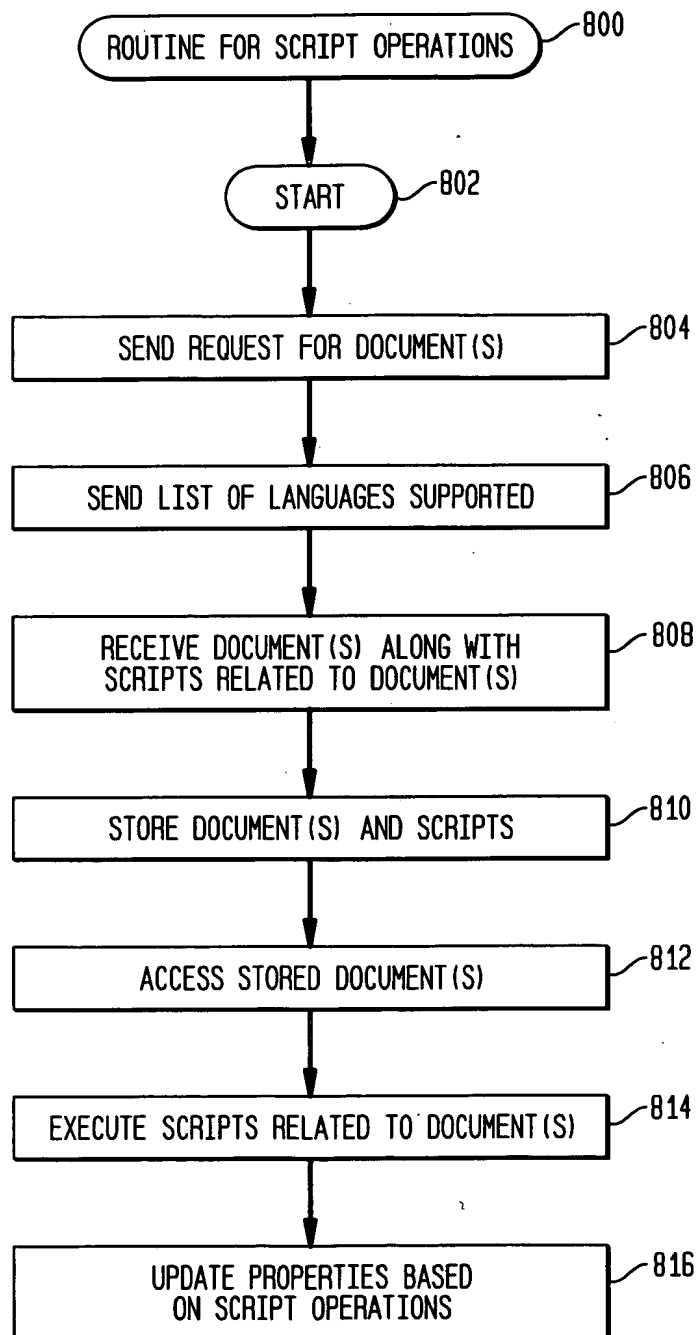 ROUTINE FOR SCRIPT OPERATIONS
800
START
802
SEND REQUEST FOR DOCUMENT(S)
804
SEND LIST OF LANGUAGES SUPPORTED
806
RECEIVE DOCUMENT(S) ALONG WITH
SCRIPTS RELATED TO DOCUMENT(S)
808
STORE DOCUMENT(S) AND SCRIPTS
810
ACCESS STORED DOCUMENT(S)
812
EXECUTE SCRIPTS RELATED TO DOCUMENT(S)
814
UPDATE PROPERTIES BASED
ON SCRIPT OPERATIONS
816